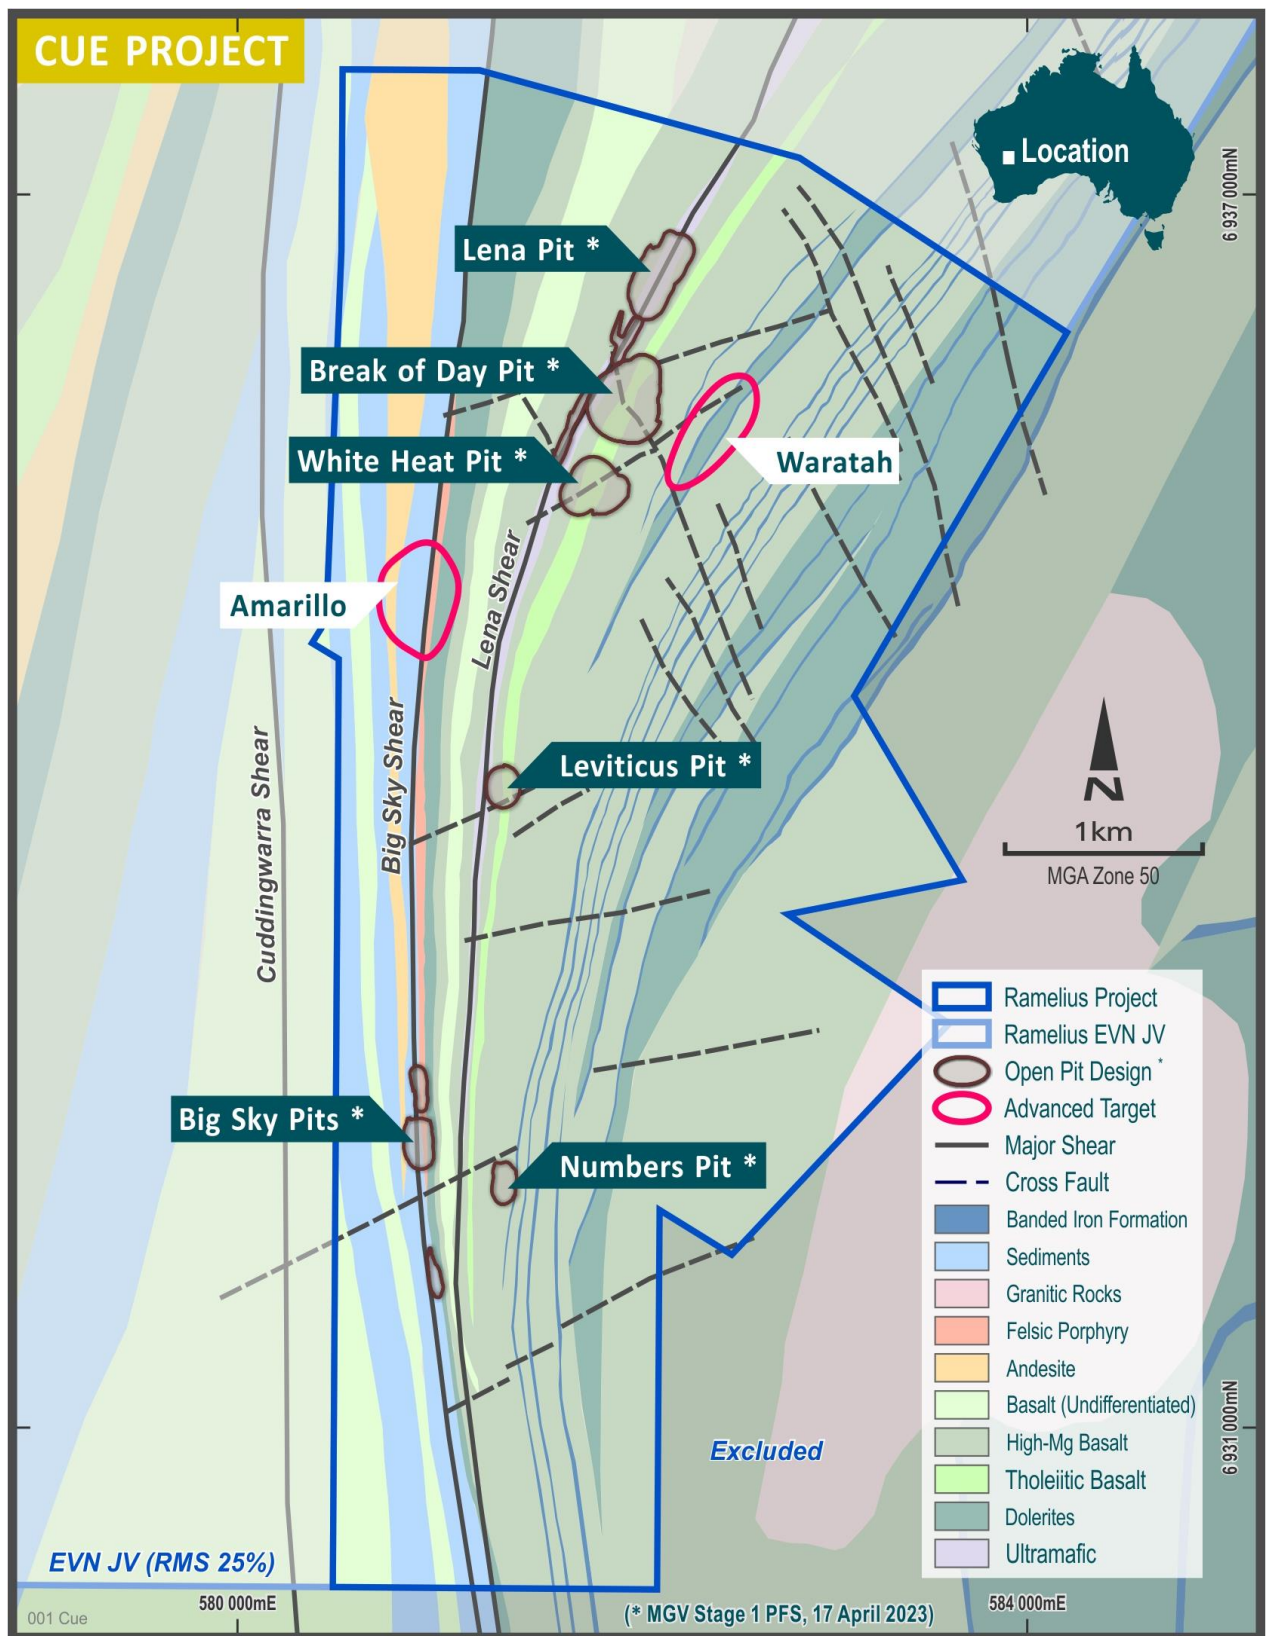 CUE PROJECT
Location
6 937 000mN
Lena Pit *
Break of Day Pit *
White Heat Pit *
Waratah
Lena Shear
Amarillo
Big Sky Shear
Cuddingwarra Shear
Leviticus Pit *
N
1km
MGA Zone 50
Big Sky Pits *
Numbers Pit *
Ramelius Project
Ramelius EVN JV
Open Pit Design *
Advanced Target
Major Shear
Cross Fault
Banded Iron Formation
Sediments
Granitic Rocks
Felsic Porphyry
Andesite
Basalt (Undifferentiated)
High-Mg Basalt
Tholeiitic Basalt
Dolerites
Ultramafic
6 931 000mN
Excluded
EVN JV (RMS 25%)
580 000mE
584 000mE
(* MGV Stage 1 PFS, 17 April 2023)
001 Cue